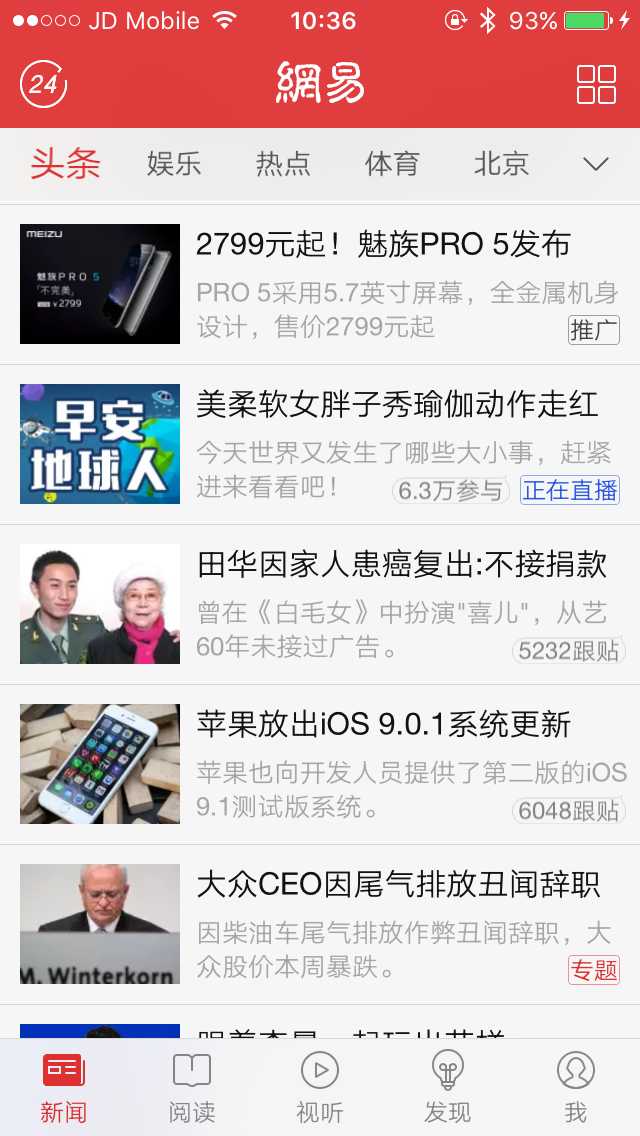 JD Mobile 10:36 93%
24 網易
头条 娱乐 热点 体育 北京
MEIZU
魅族PRO 5
「不完美」
¥2799
2799元起！魅族PRO 5发布
PRO 5采用5.7英寸屏幕，全金属机身
设计，售价2799元起
推广
早安
地球人
美柔软女胖子秀瑜伽动作走红
今天世界又发生了哪些大小事，赶紧
进来看看吧！
6.3万参与 正在直播
田华因家人患癌复出:不接捐款
曾在《白毛女》中扮演"喜儿"，从艺
60年未接过广告。
5232跟贴
苹果放出iOS 9.0.1系统更新
苹果也向开发人员提供了第二版的iOS
9.1测试版系统。
6048跟贴
M. Winterkorn
大众CEO因尾气排放丑闻辞职
因柴油车尾气排放作弊丑闻辞职，大
众股价本周暴跌。
专题
新闻 阅读 视听 发现 我